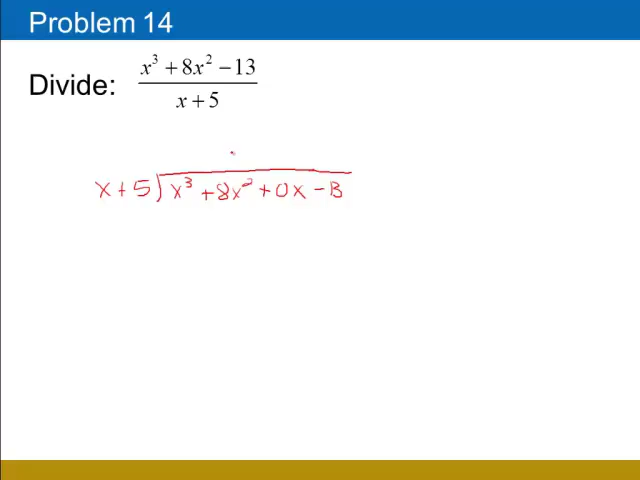 Problem 14
Divide: x³ + 8x² − 13
x + 5
x + 5 ) x³ + 8x² + 0x − 13